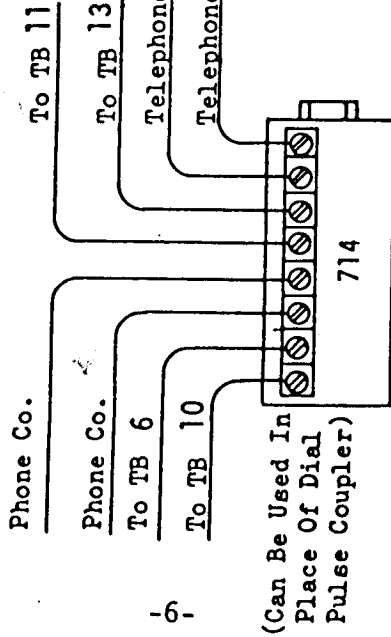 To TB 11
To TB 13
Telephone
Telephone
Phone Co.
Phone Co.
To TB 6
To TB 10
714
(Can Be Used In
Place Of Dial
Pulse Coupler)
-6-